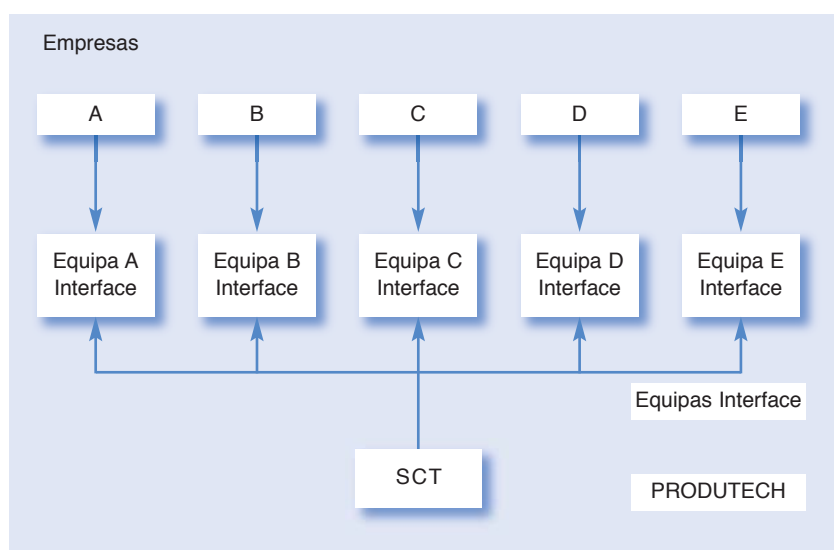 Empresas
A B C D E
Equipa A Equipa B Equipa C Equipa D Equipa E
Interface Interface Interface Interface Interface
Equipas Interface
SCT
PRODUTECH